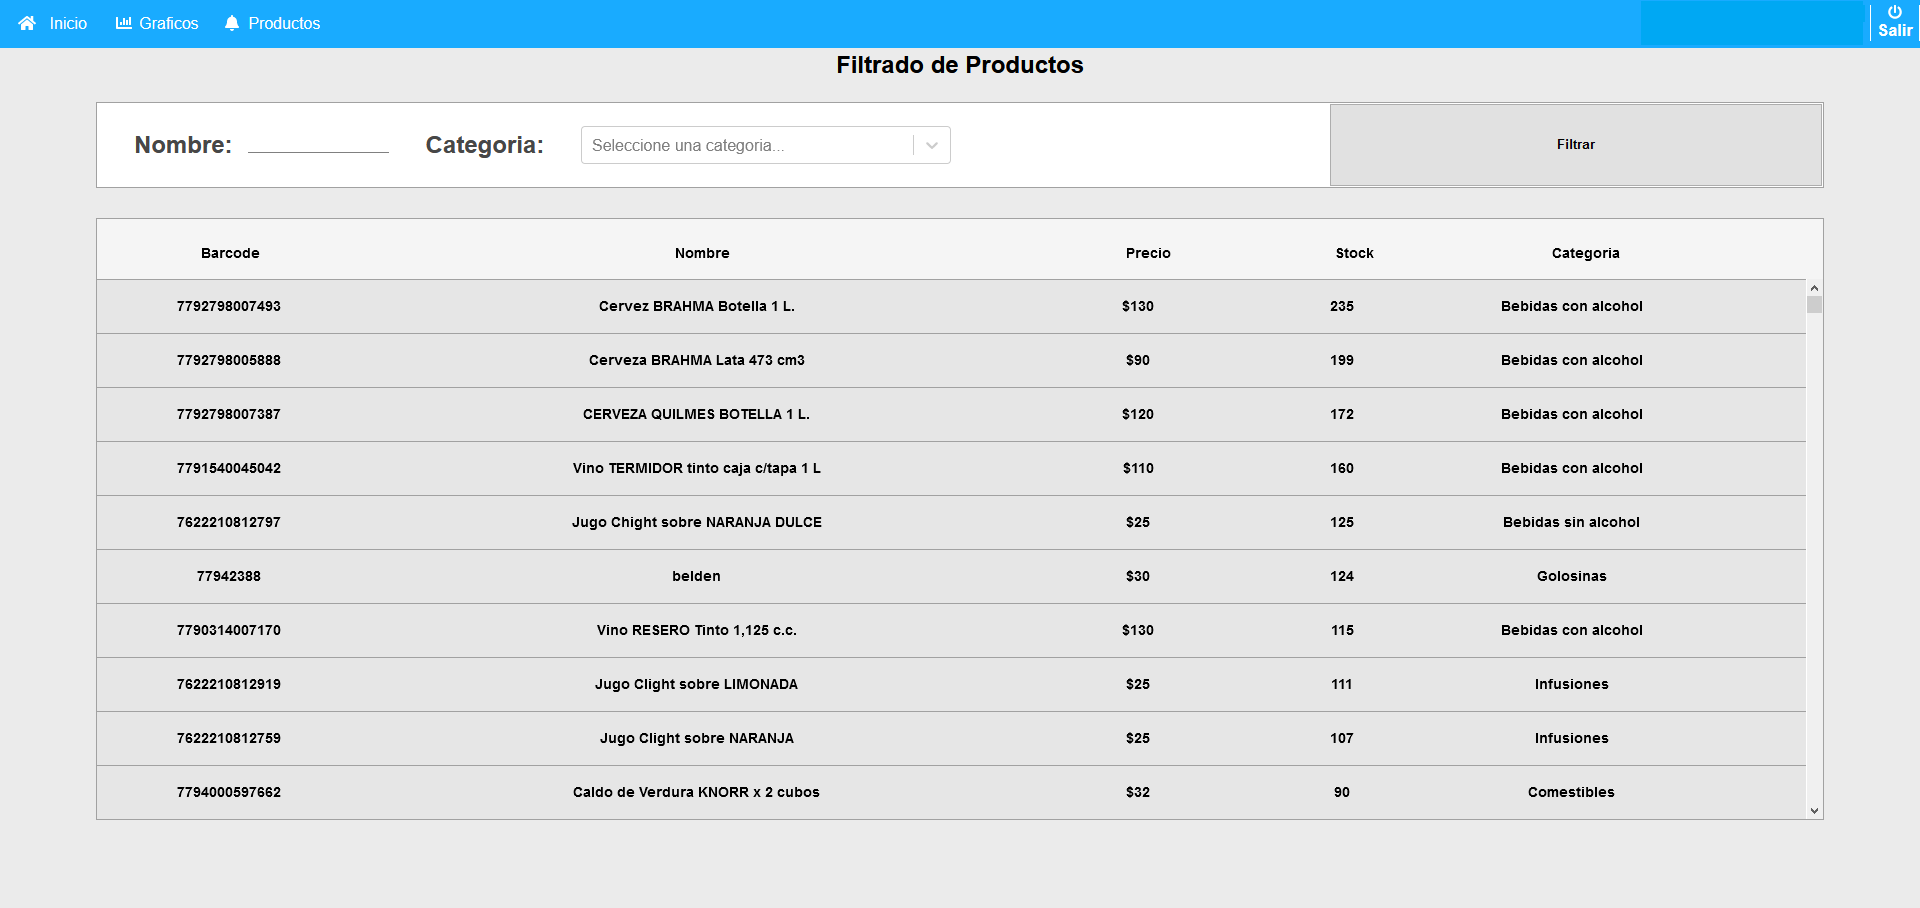 Inicio Graficos Productos Salir
Filtrado de Productos
Nombre: Categoria: Seleccione una categoria... Filtrar
Barcode Nombre Precio Stock Categoria
7792798007493 Cervez BRAHMA Botella 1 L. $130 235 Bebidas con alcohol
7792798005888 Cerveza BRAHMA Lata 473 cm3 $90 199 Bebidas con alcohol
7792798007387 CERVEZA QUILMES BOTELLA 1 L. $120 172 Bebidas con alcohol
7791540045042 Vino TERMIDOR tinto caja c/tapa 1 L $110 160 Bebidas con alcohol
7622210812797 Jugo Chight sobre NARANJA DULCE $25 125 Bebidas sin alcohol
77942388 belden $30 124 Golosinas
7790314007170 Vino RESERO Tinto 1,125 c.c. $130 115 Bebidas con alcohol
7622210812919 Jugo Clight sobre LIMONADA $25 111 Infusiones
7622210812759 Jugo Clight sobre NARANJA $25 107 Infusiones
7794000597662 Caldo de Verdura KNORR x 2 cubos $32 90 Comestibles